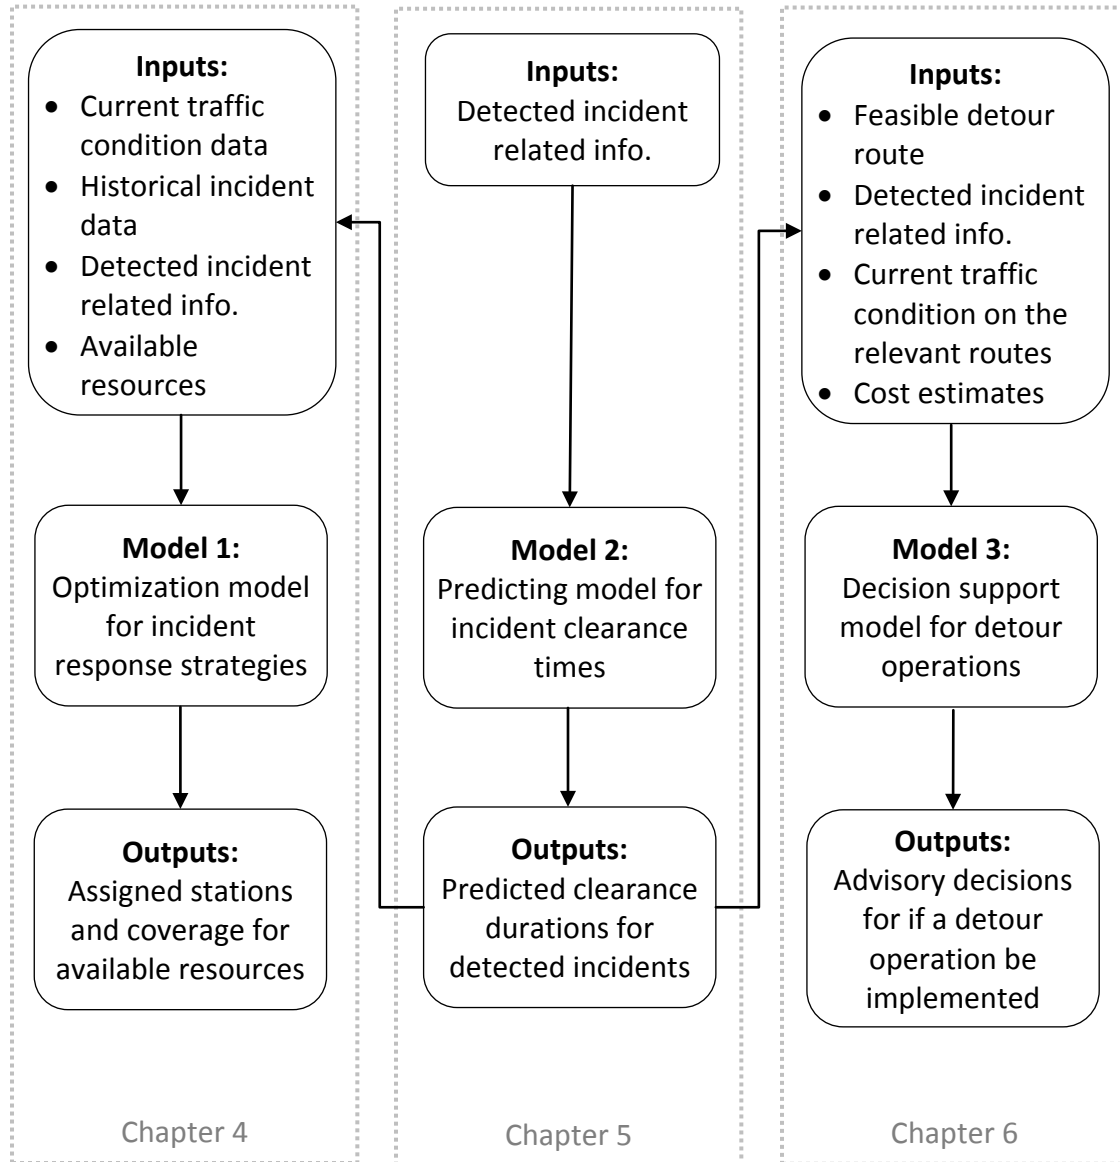 Inputs:
• Current traffic
condition data
• Historical incident
data
• Detected incident
related info.
• Available
resources
Model 1:
Optimization model
for incident
response strategies
Outputs:
Assigned stations
and coverage for
available resources
Chapter 4
Inputs:
Detected incident
related info.
Model 2:
Predicting model for
incident clearance
times
Outputs:
Predicted clearance
durations for
detected incidents
Chapter 5
Inputs:
• Feasible detour
route
• Detected incident
related info.
• Current traffic
condition on the
relevant routes
• Cost estimates
Model 3:
Decision support
model for detour
operations
Outputs:
Advisory decisions
for if a detour
operation be
implemented
Chapter 6